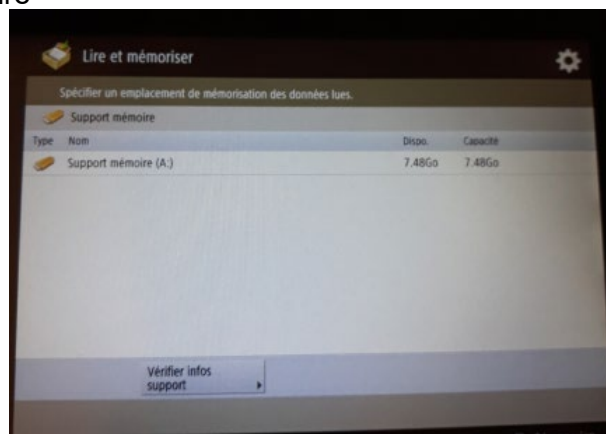 Lire et mémoriser
Spécifier un emplacement de mémorisation des données lues.
Support mémoire
Type Nom Dispo. Capacité
Support mémoire (A:) 7.48Go 7.48Go
Vérifier infos
support